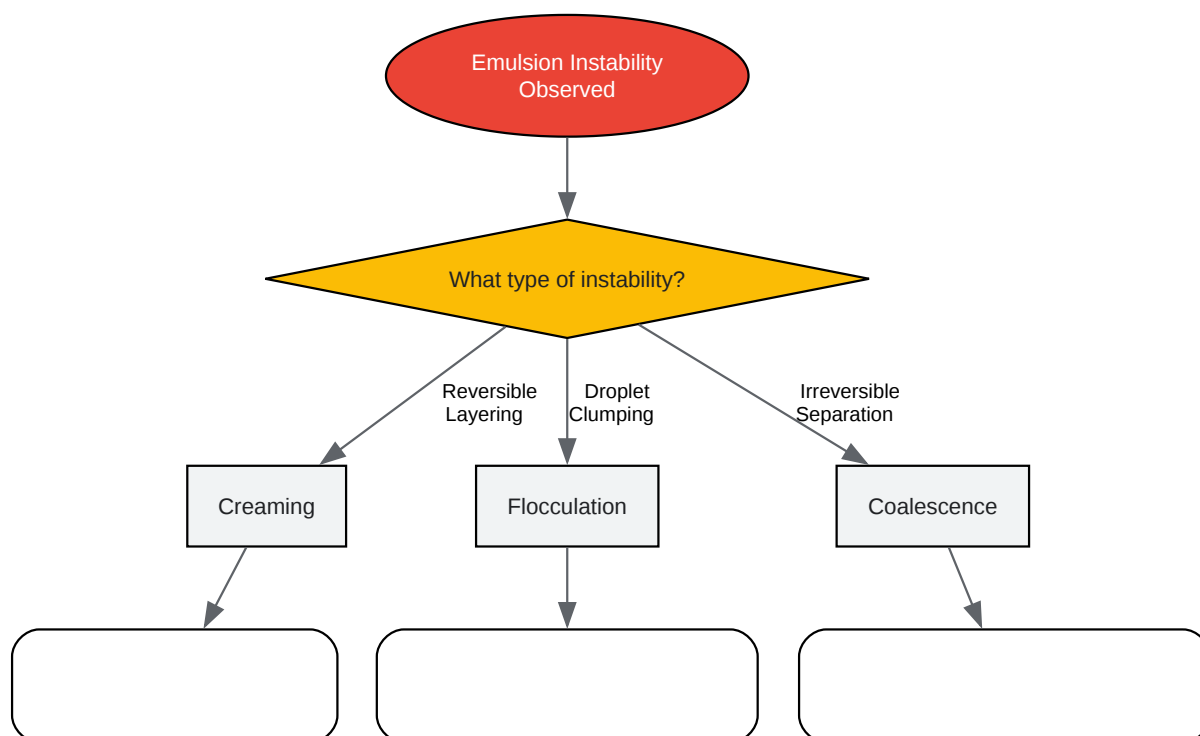 Emulsion Instability
Observed
What type of instability?
Reversible
Layering
Droplet
Clumping
Irreversible
Separation
Creaming
Flocculation
Coalescence